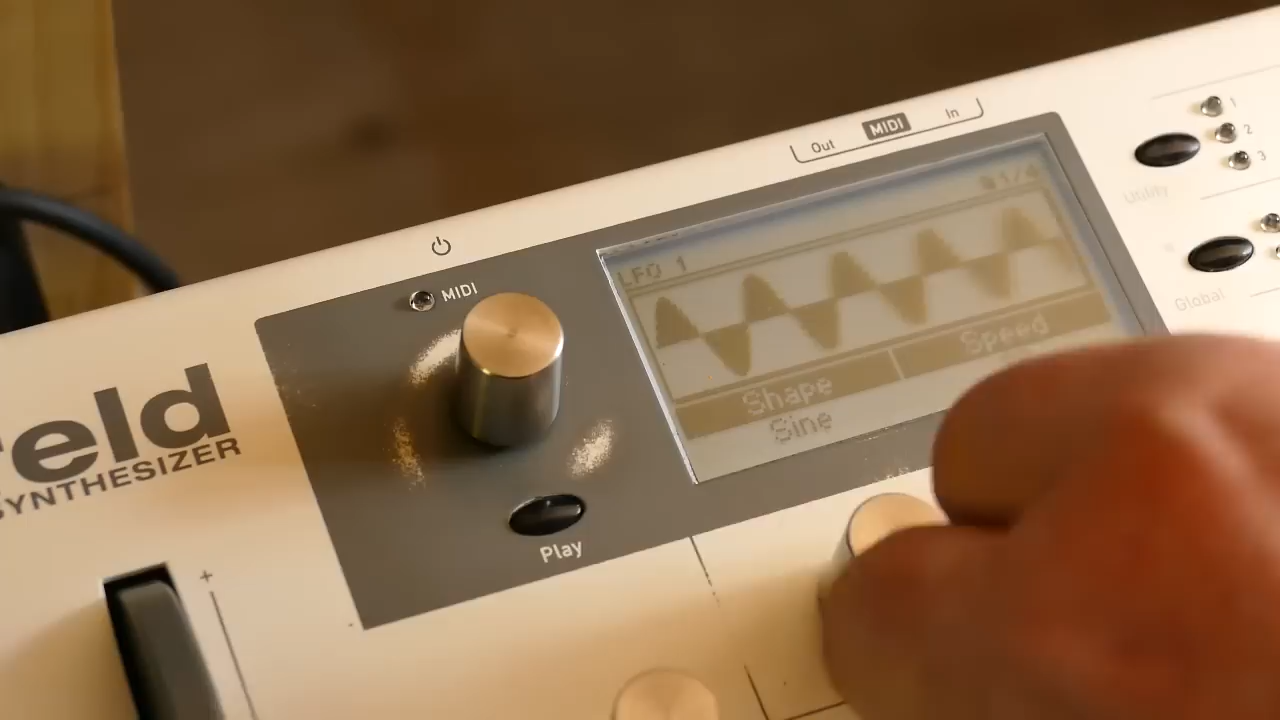 Out MIDI In
1
2
3
Utility
MIDI
LFO 1
1/4
Speed
Shape
Sine
Global
eld
SYNTHESIZER
Play
+